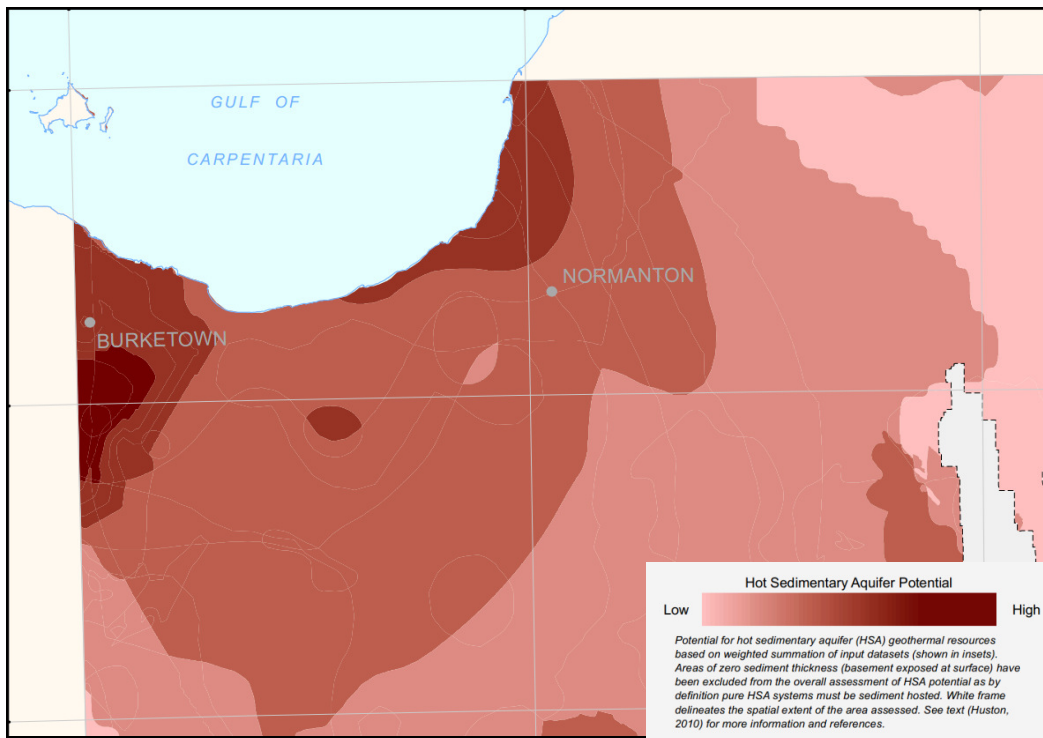 GULF OF
CARPENTARIA
NORMANTON
BURKETOWN
Hot Sedimentary Aquifer Potential
Low
High
Potential for hot sedimentary aquifer (HSA) geothermal resources
based on weighted summation of input datasets (shown in insets).
Areas of zero sediment thickness (basement exposed at surface) have
been excluded from the overall assessment of HSA potential as by
definition pure HSA systems must be sediment hosted. White frame
delineates the spatial extent of the area assessed. See text (Huston,
2010) for more information and references.